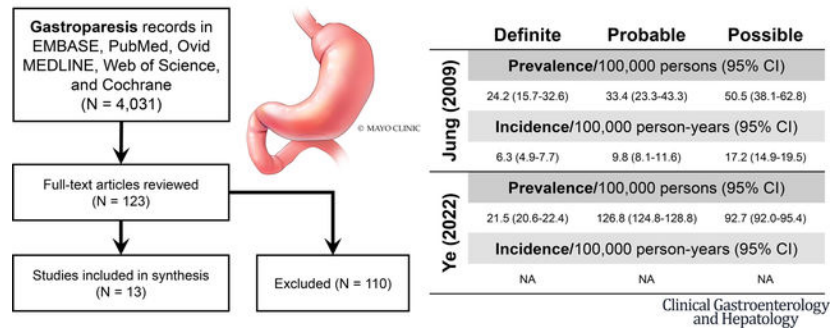 Gastroparesis records in
EMBASE, PubMed, Ovid
MEDLINE, Web of Science,
and Cochrane
(N = 4,031)
Full-text articles reviewed
(N = 123)
Studies included in synthesis
(N = 13)
Excluded (N = 110)
© MAYO CLINIC
Definite Probable Possible
Jung (2009)
Prevalence/100,000 persons (95% CI)
24.2 (15.7-32.6) 33.4 (23.3-43.3) 50.5 (38.1-62.8)
Incidence/100,000 person-years (95% CI)
6.3 (4.9-7.7) 9.8 (8.1-11.6) 17.2 (14.9-19.5)
Ye (2022)
Prevalence/100,000 persons (95% CI)
21.5 (20.6-22.4) 126.8 (124.8-128.8) 92.7 (92.0-95.4)
Incidence/100,000 person-years (95% CI)
NA NA NA
Clinical Gastroenterology
and Hepatology